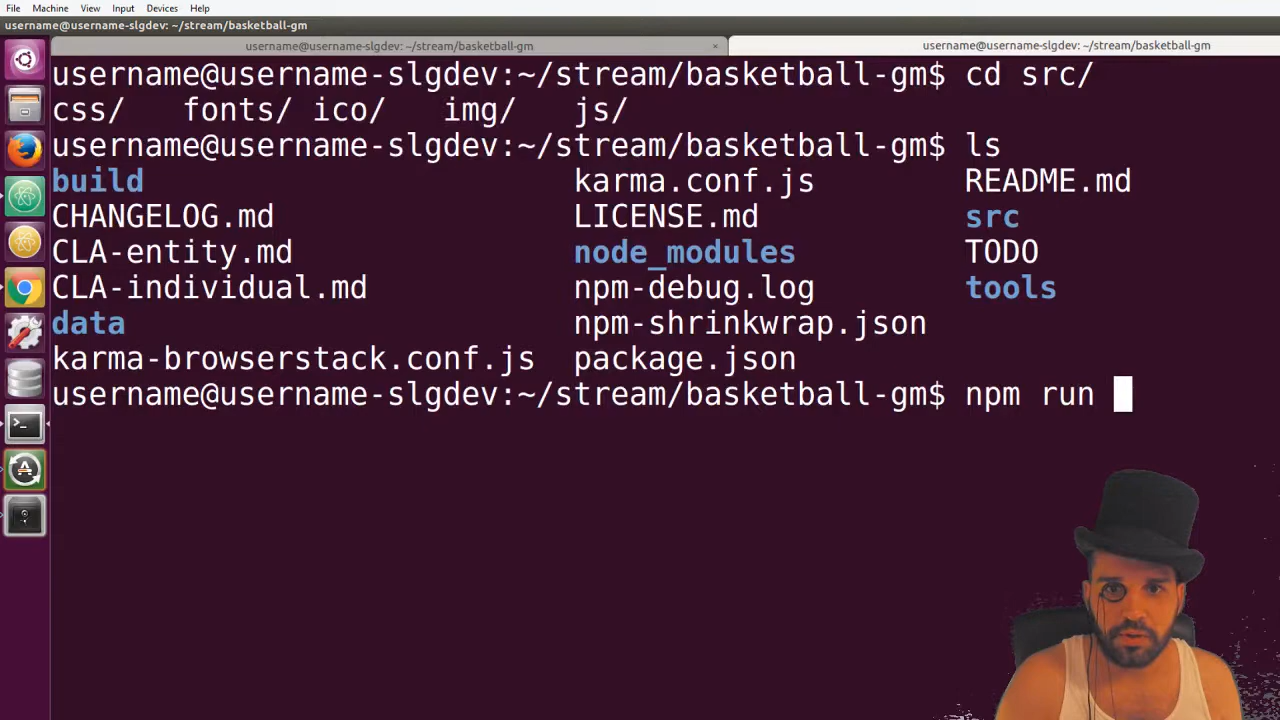 File Machine View Input Devices Help
username@username-slgdev: ~/stream/basketball-gm
username@username-slgdev: ~/stream/basketball-gm × username@username-slgdev: ~/stream/basketball-gm
username@username-slgdev:~/stream/basketball-gm$ cd src/
css/ fonts/ ico/ img/ js/
username@username-slgdev:~/stream/basketball-gm$ ls
build karma.conf.js README.md
CHANGELOG.md LICENSE.md src
CLA-entity.md node_modules TODO
CLA-individual.md npm-debug.log tools
data npm-shrinkwrap.json
karma-browserstack.conf.js package.json
username@username-slgdev:~/stream/basketball-gm$ npm run